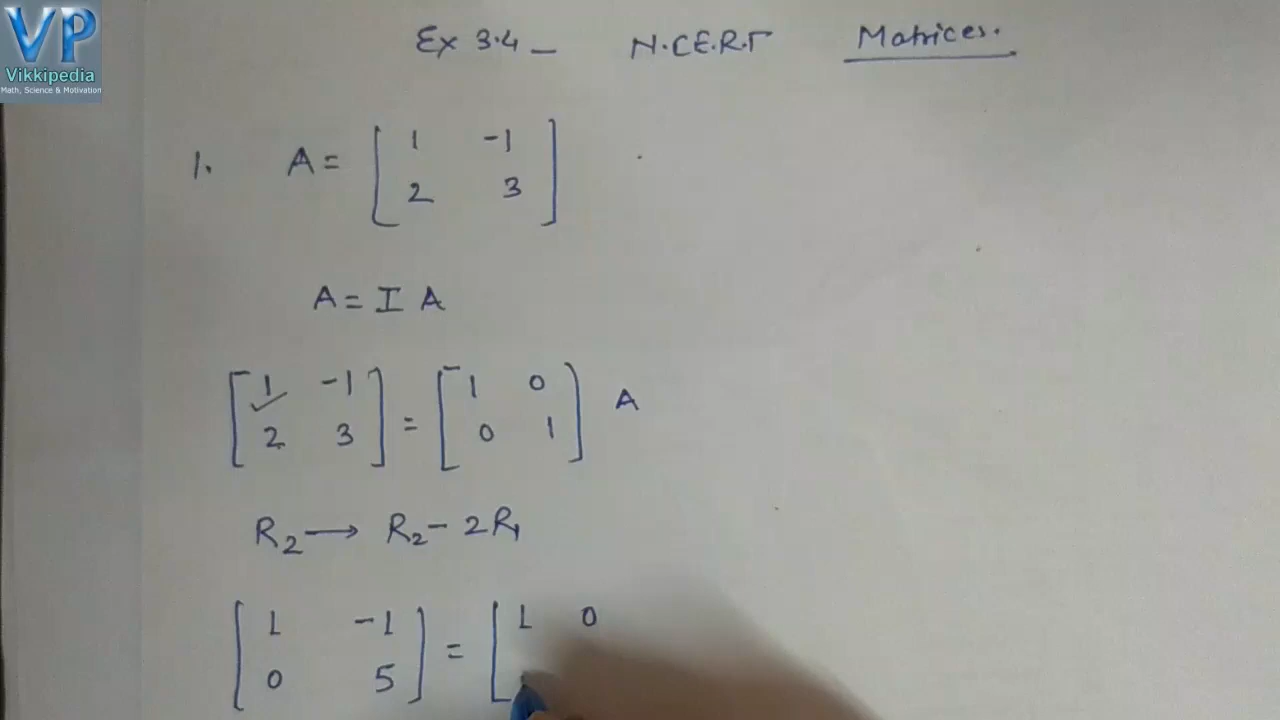 VP
Vikkipedia
Math, Science & Motivation
Ex 3.4 — N.C.E.R.T Matrices.
1. A = [ 1 -1
2 3 ]
A = I A
[ 1 -1 ] = [ 1 0 ] A
[ 2 3 ] [ 0 1 ]
R₂ → R₂ - 2R₁
[ 1 -1 ] = [ 1 0
[ 0 5 ]